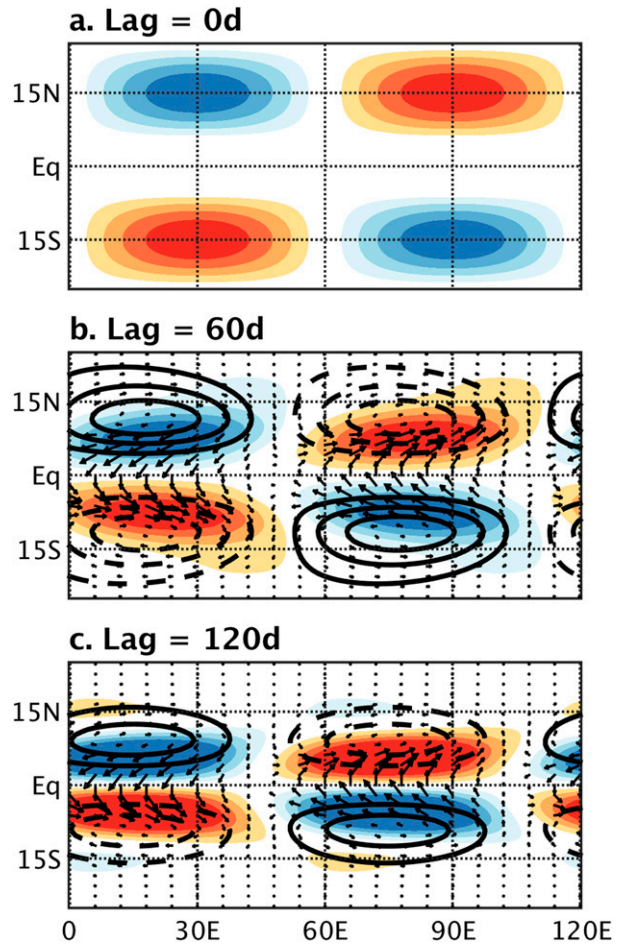 a. Lag = 0d
15N
Eq
15S
b. Lag = 60d
15N
Eq
15S
c. Lag = 120d
15N
Eq
15S
0 30E 60E 90E 120E